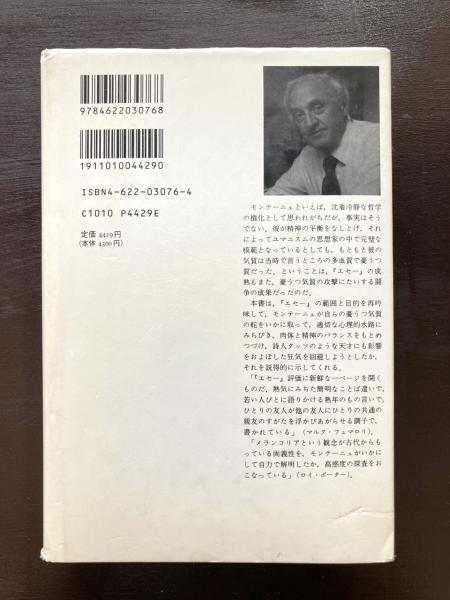 9784622030768
1911010044290
ISBN4-622-03076-4
C1010 P4429E
定価 4429円
(本体 4300円)
モンテーニュといえば, 沈着冷静な哲学
の権化として思われがちだが, 事実はそう
でない. 彼が精神の平衡をなしとげ, それ
によってユマニスムの思想家の中で完璧な
模範となっているとしても, もともと彼の
気質は当時で言うところの多血質で憂うつ
質だった, ということは,『エセー』の成
熟もまた, 憂うつ気質の攻撃にたいする闘
争の成果だったのだ.
本書は,『エセー』の範囲と目的を再吟
味して, モンテーニュが自らの憂うつ気質
の舵をいかに取って, 適切な心理的水路に
みちびき, 肉体と精神のバランスをもとめ
つづけ, 詩人タッソのような天才にも影響
をおよぼした狂気を回避しようとしたか,
それを説得的に示してくれる.
「『エセー』評価に新鮮な一ページを開く
ものだ. 熱気にみちた簡明なことば遣いで,
若い人びとに語りかける熟年のもの言いで,
ひとりの友人が他の友人にひとりの共通の
親友のすがたを浮かびあがらせる調子で,
書かれている」(マルク・フュマロリ).
「メランコリアという観念が古代からも
っている両義性を, モンテーニュがいかに
して自力で解明したか, 高感度の探査をお
こなっている」(ロイ・ポーター).